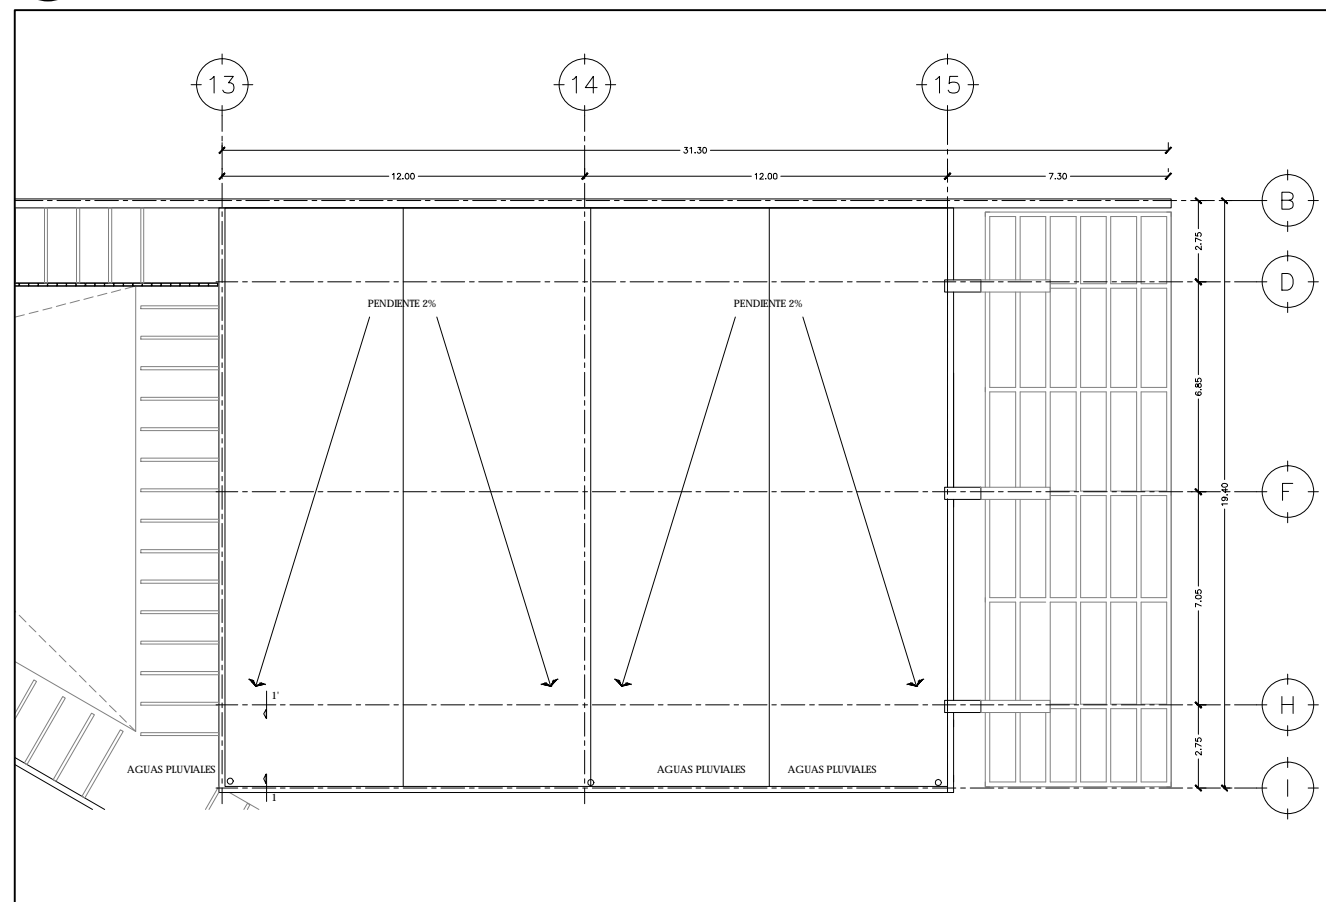 13
14
15
31.30
12.00
12.00
7.30
B
2.75
D
PENDIENTE 2%
PENDIENTE 2%
6.85
F
19.40
7.05
1'
H
2.75
AGUAS PLUVIALES
AGUAS PLUVIALES
AGUAS PLUVIALES
1
I